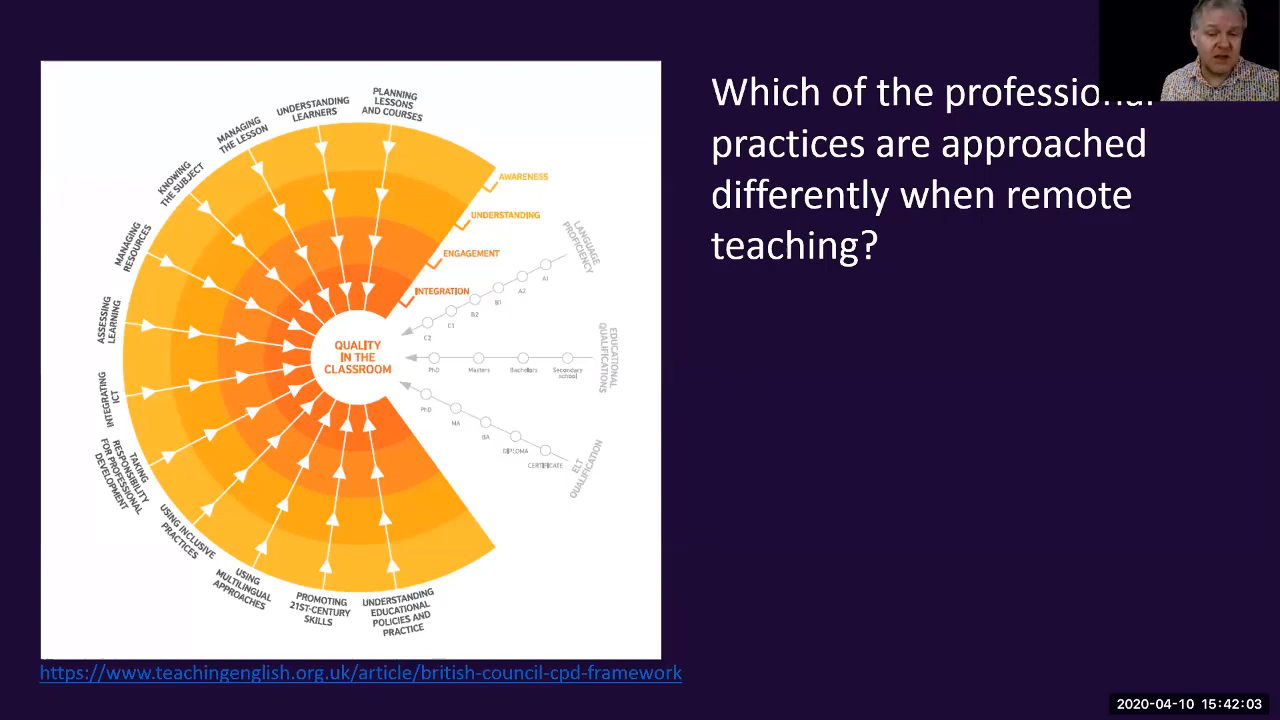 Which of the professional
practices are approached
differently when remote
teaching?
PLANNING
LESSONS
AND COURSES
UNDERSTANDING
LEARNERS
MANAGING
THE LESSON
KNOWING
THE SUBJECT
MANAGING
RESOURCES
ASSESSING
LEARNING
INTEGRATING
ICT
TAKING
RESPONSIBILITY
FOR PROFESSIONAL
DEVELOPMENT
USING INCLUSIVE
PRACTICES
USING
MULTILINGUAL
APPROACHES
PROMOTING
21ST-CENTURY
SKILLS
UNDERSTANDING
EDUCATIONAL
POLICIES AND
PRACTICE
AWARENESS
UNDERSTANDING
ENGAGEMENT
INTEGRATION
QUALITY
IN THE
CLASSROOM
LANGUAGE
PROFICIENCY
A1
A2
B1
B2
C1
C2
EDUCATIONAL
QUALIFICATIONS
PhD
Masters
Bachelors
Secondary
school
ELT
QUALIFICATION
PhD
MA
BA
DIPLOMA
CERTIFICATE
https://www.teachingenglish.org.uk/article/british-council-cpd-framework
2020-04-10 15:42:03